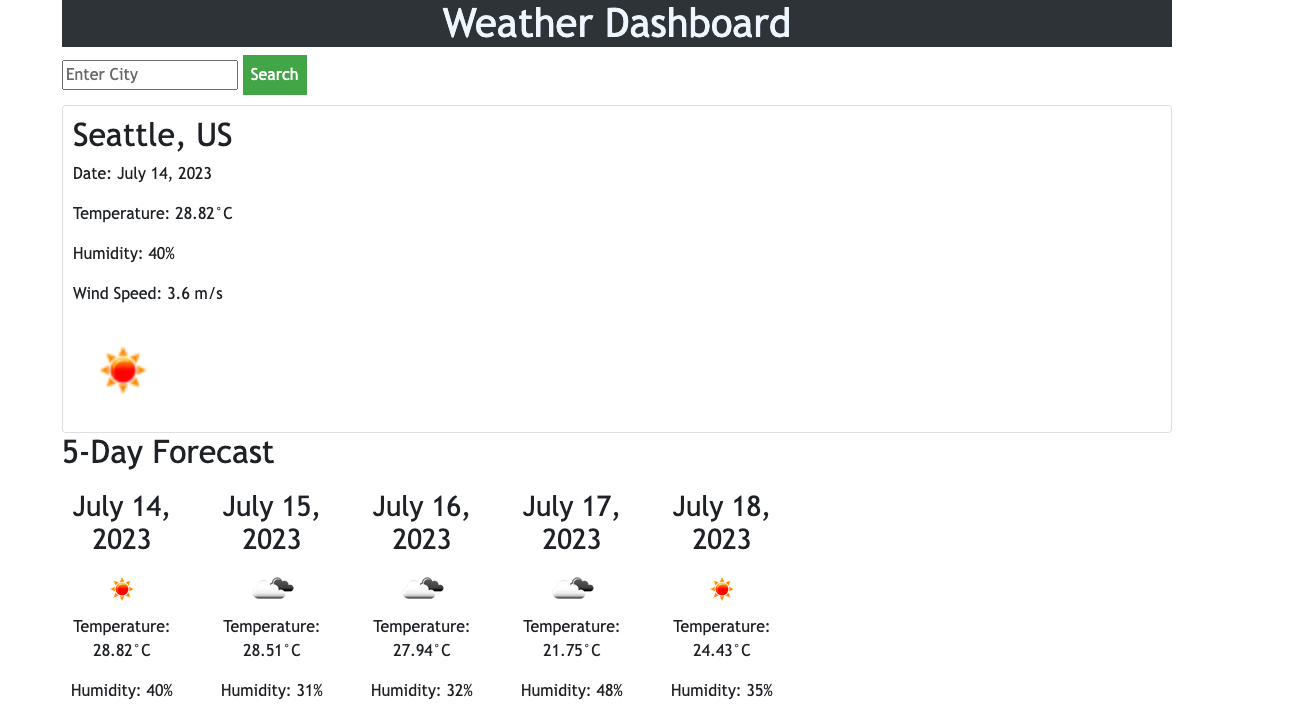 Weather Dashboard
Enter City
Search
Seattle, US
Date: July 14, 2023
Temperature: 28.82°C
Humidity: 40%
Wind Speed: 3.6 m/s
5-Day Forecast
July 14,
2023
Temperature:
28.82°C
Humidity: 40%
July 15,
2023
Temperature:
28.51°C
Humidity: 31%
July 16,
2023
Temperature:
27.94°C
Humidity: 32%
July 17,
2023
Temperature:
21.75°C
Humidity: 48%
July 18,
2023
Temperature:
24.43°C
Humidity: 35%